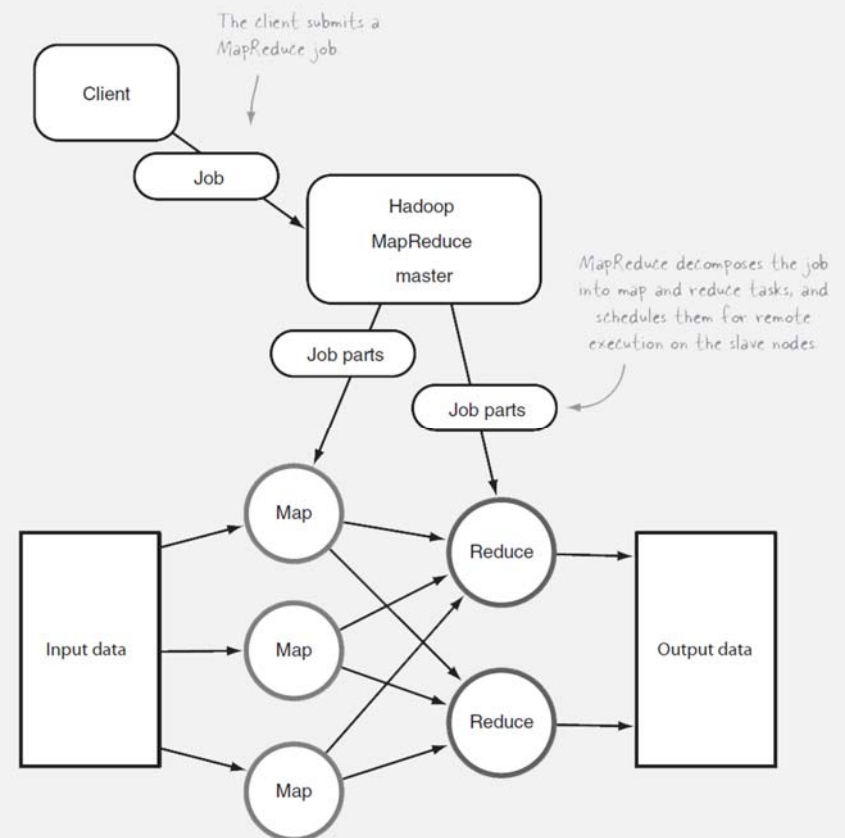 The client submits a
MapReduce job.
Client
Job
Hadoop
MapReduce
master
MapReduce decomposes the job
into map and reduce tasks, and
schedules them for remote
execution on the slave nodes.
Job parts
Job parts
Map
Reduce
Input data
Map
Output data
Reduce
Map